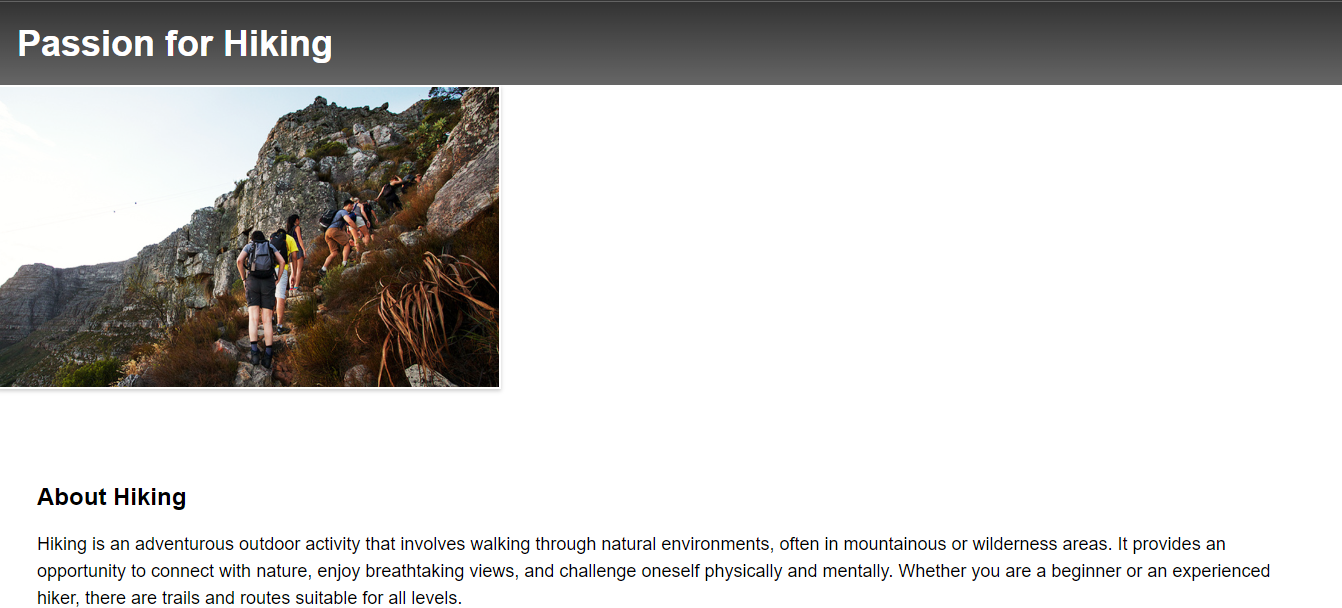 Passion for Hiking
About Hiking
Hiking is an adventurous outdoor activity that involves walking through natural environments, often in mountainous or wilderness areas. It provides an
opportunity to connect with nature, enjoy breathtaking views, and challenge oneself physically and mentally. Whether you are a beginner or an experienced
hiker, there are trails and routes suitable for all levels.